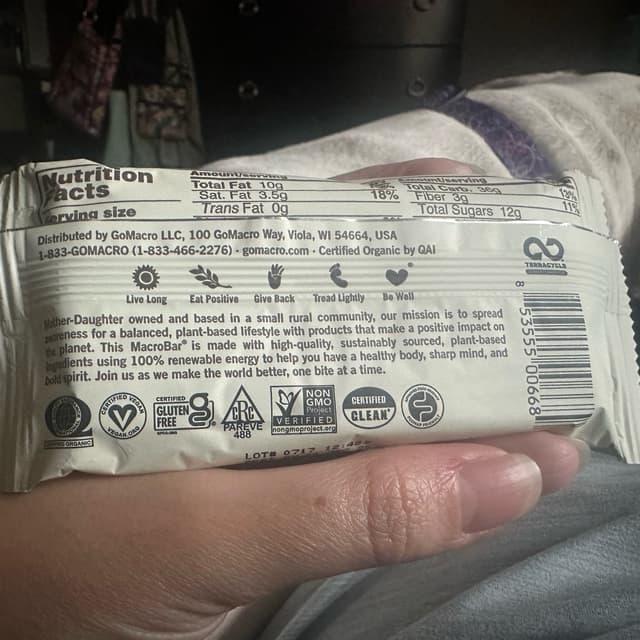 Nutrition
Facts
Serving size
Amount/serving
Total Fat 10g
Sat. Fat 3.5g 18%
Trans Fat 0g
Amount/serving
Total Carb. 36g 13%
Fiber 3g 11%
Total Sugars 12g
Distributed by GoMacro LLC, 100 GoMacro Way, Viola, WI 54664, USA
1-833-GOMACRO (1-833-466-2276) • gomacro.com • Certified Organic by QAI
TERRACYCLE
Live Long Eat Positive Give Back Tread Lightly Be Well
Mother-Daughter owned and based in a small rural community, our mission is to spread
awareness for a balanced, plant-based lifestyle with products that make a positive impact on
the planet. This MacroBar® is made with high-quality, sustainably sourced, plant-based
ingredients using 100% renewable energy to help you have a healthy body, sharp mind, and
bold spirit. Join us as we make the world better, one bite at a time.
8 53555 00668
CERTIFIED ORGANIC
CERTIFIED VEGAN
VEGAN.ORG
CERTIFIED
GLUTEN
FREE
CRC
PAREVE
488
NON
GMO
Project
VERIFIED
nongmoproject.org
CERTIFIED
CLEAN
LOT# 0717 12:48